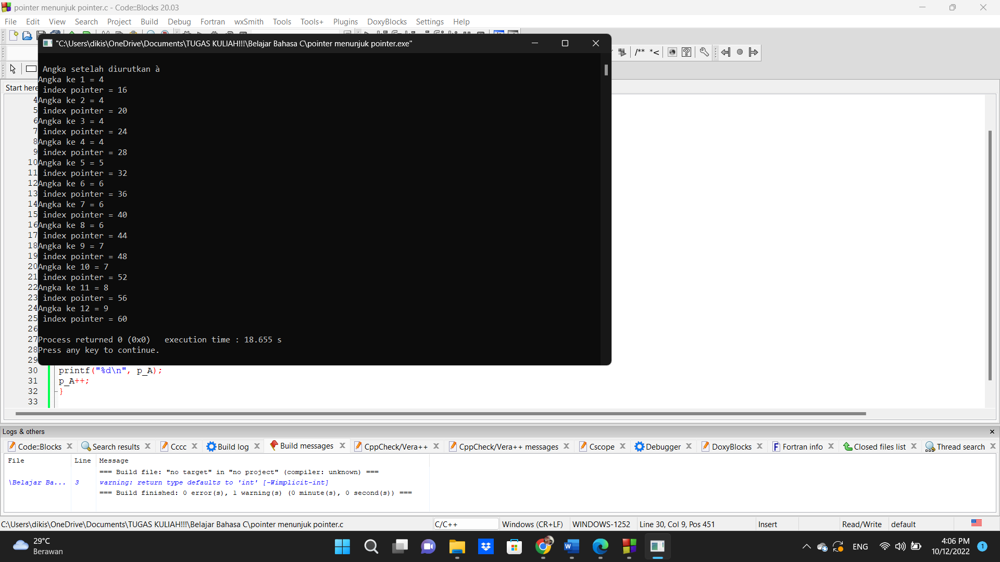 pointer menunjuk pointer.c - Code::Blocks 20.03
File Edit View Search Project Build Debug Fortran wxSmith Tools Tools+ Plugins DoxyBlocks Settings Help
"C:\Users\dikis\OneDrive\Documents\TUGAS KULIAH!!!\Belajar Bahasa C\pointer menunjuk pointer.exe"
/** *<
Start here
Angka setelah diurutkan à
Angka ke 1 = 4
index pointer = 16
4 Angka ke 2 = 4
5 index pointer = 20
6 Angka ke 3 = 4
7 index pointer = 24
8 Angka ke 4 = 4
9 index pointer = 28
10 Angka ke 5 = 5
11 index pointer = 32
12 Angka ke 6 = 6
13 index pointer = 36
14 Angka ke 7 = 6
15 index pointer = 40
16 Angka ke 8 = 6
17 index pointer = 44
18 Angka ke 9 = 7
19 index pointer = 48
20 Angka ke 10 = 7
21 index pointer = 52
22 Angka ke 11 = 8
23 index pointer = 56
24 Angka ke 12 = 9
25 index pointer = 60
26
27 Process returned 0 (0x0)   execution time : 18.655 s
28 Press any key to continue.
29
30 printf("%d\n", p_A);
31 p_A++;
32 }
33
Logs & others
Code::Blocks Search results Cccc Build log Build messages CppCheck/Vera++ CppCheck/Vera++ messages Cscope Debugger DoxyBlocks Fortran info Closed files list Thread search
File Line Message
=== Build file: "no target" in "no project" (compiler: unknown) ===
\Belajar Ba... 3 warning: return type defaults to 'int' [-Wimplicit-int]
=== Build finished: 0 error(s), 1 warning(s) (0 minute(s), 0 second(s)) ===
C:\Users\dikis\OneDrive\Documents\TUGAS KULIAH!!!\Belajar Bahasa C\pointer menunjuk pointer.c C/C++ Windows (CR+LF) WINDOWS-1252 Line 30, Col 9, Pos 451 Insert Read/Write default
29°C
Berawan
ENG
4:06 PM
10/12/2022
1